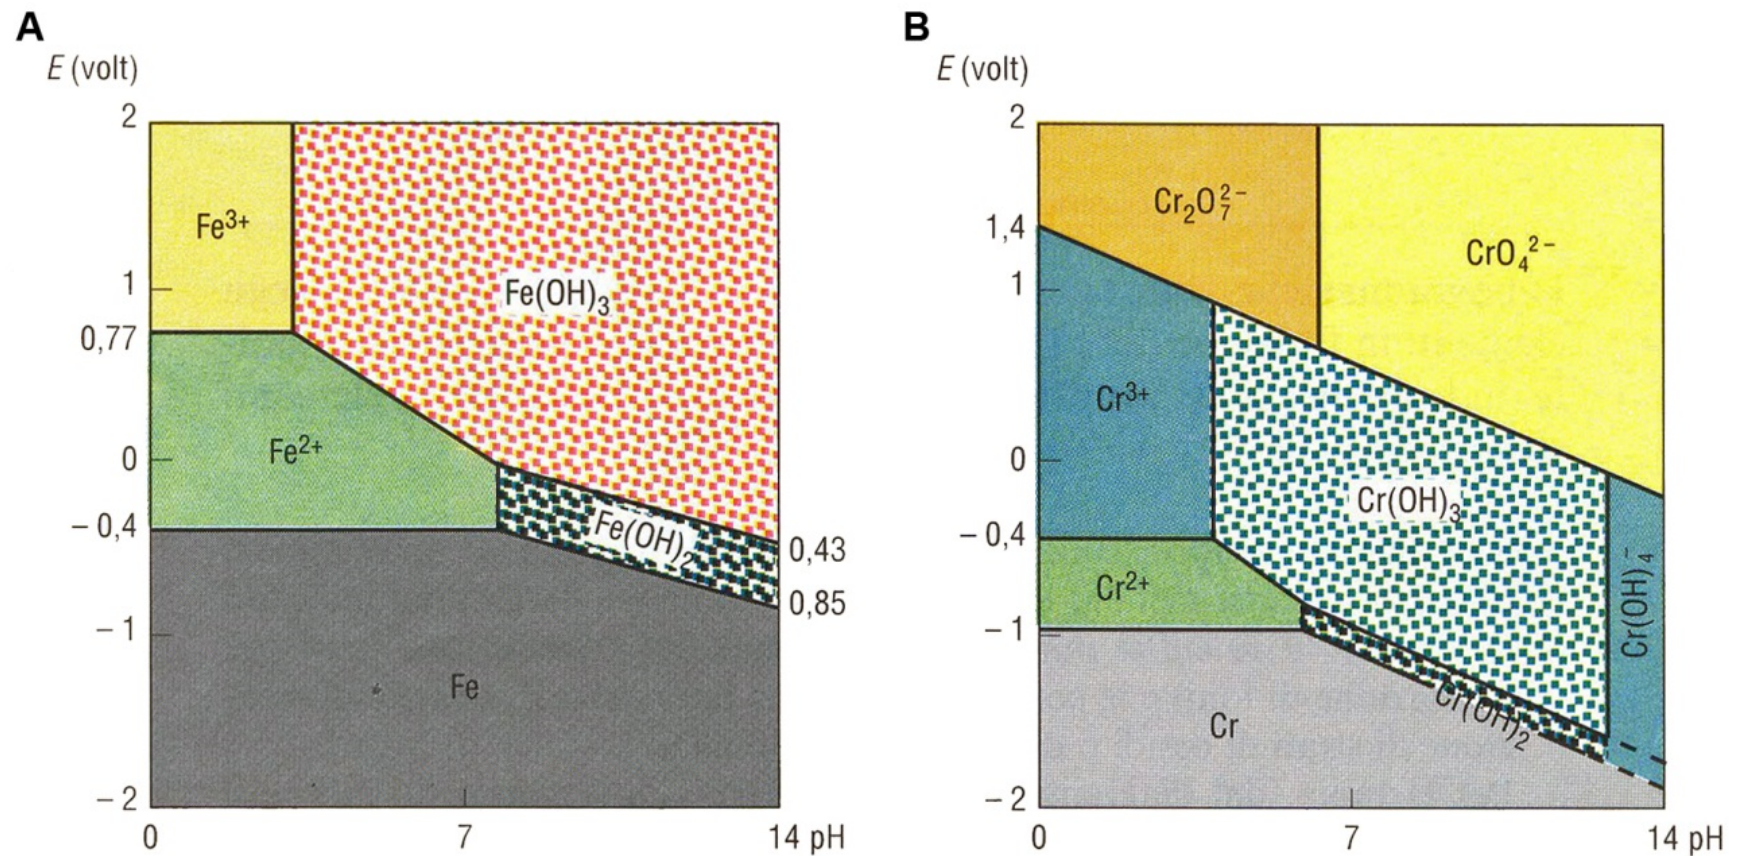 A
E (volt)
2
1
0,77
0
– 0,4
– 1
– 2
0
7
14 pH
Fe³⁺
Fe(OH)₃
Fe²⁺
Fe(OH)₂
0,43
0,85
Fe
B
E (volt)
2
1,4
1
0
– 0,4
– 1
– 2
0
7
14 pH
Cr₂O₇²⁻
CrO₄²⁻
Cr³⁺
Cr(OH)₃
Cr(OH)₄⁻
Cr²⁺
Cr(OH)₂
Cr